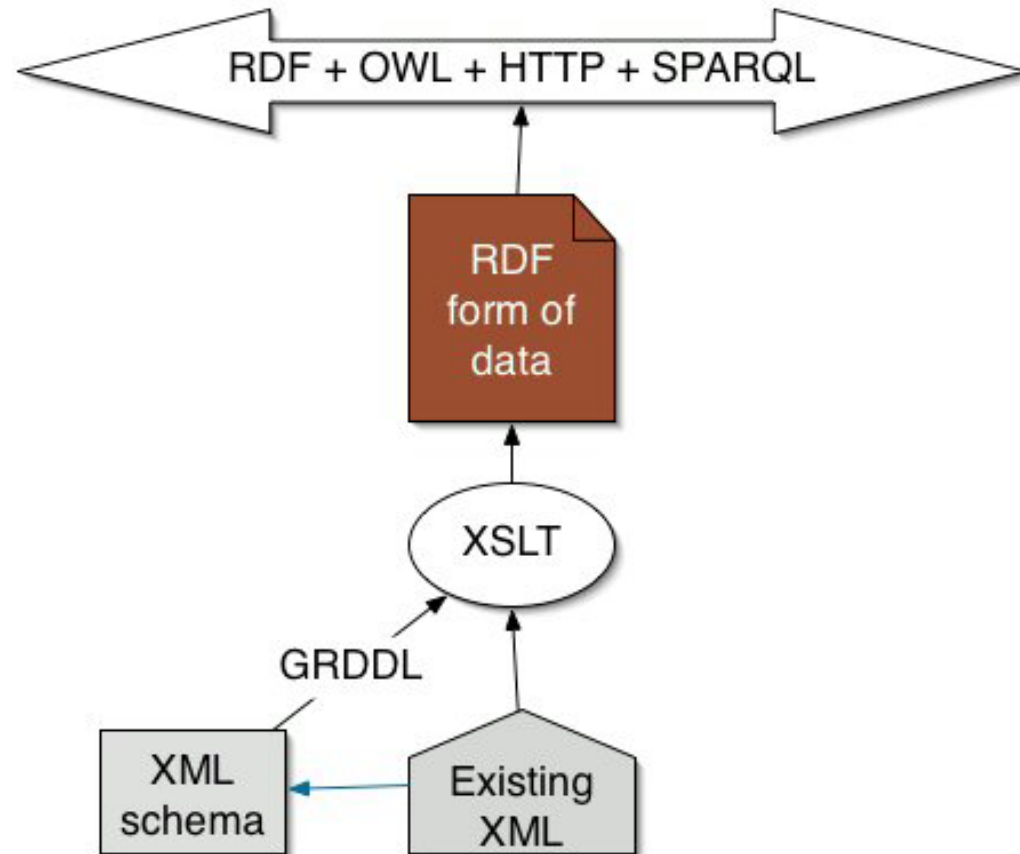 RDF + OWL + HTTP + SPARQL
RDF
form of
data
XSLT
GRDDL
XML
schema
Existing
XML